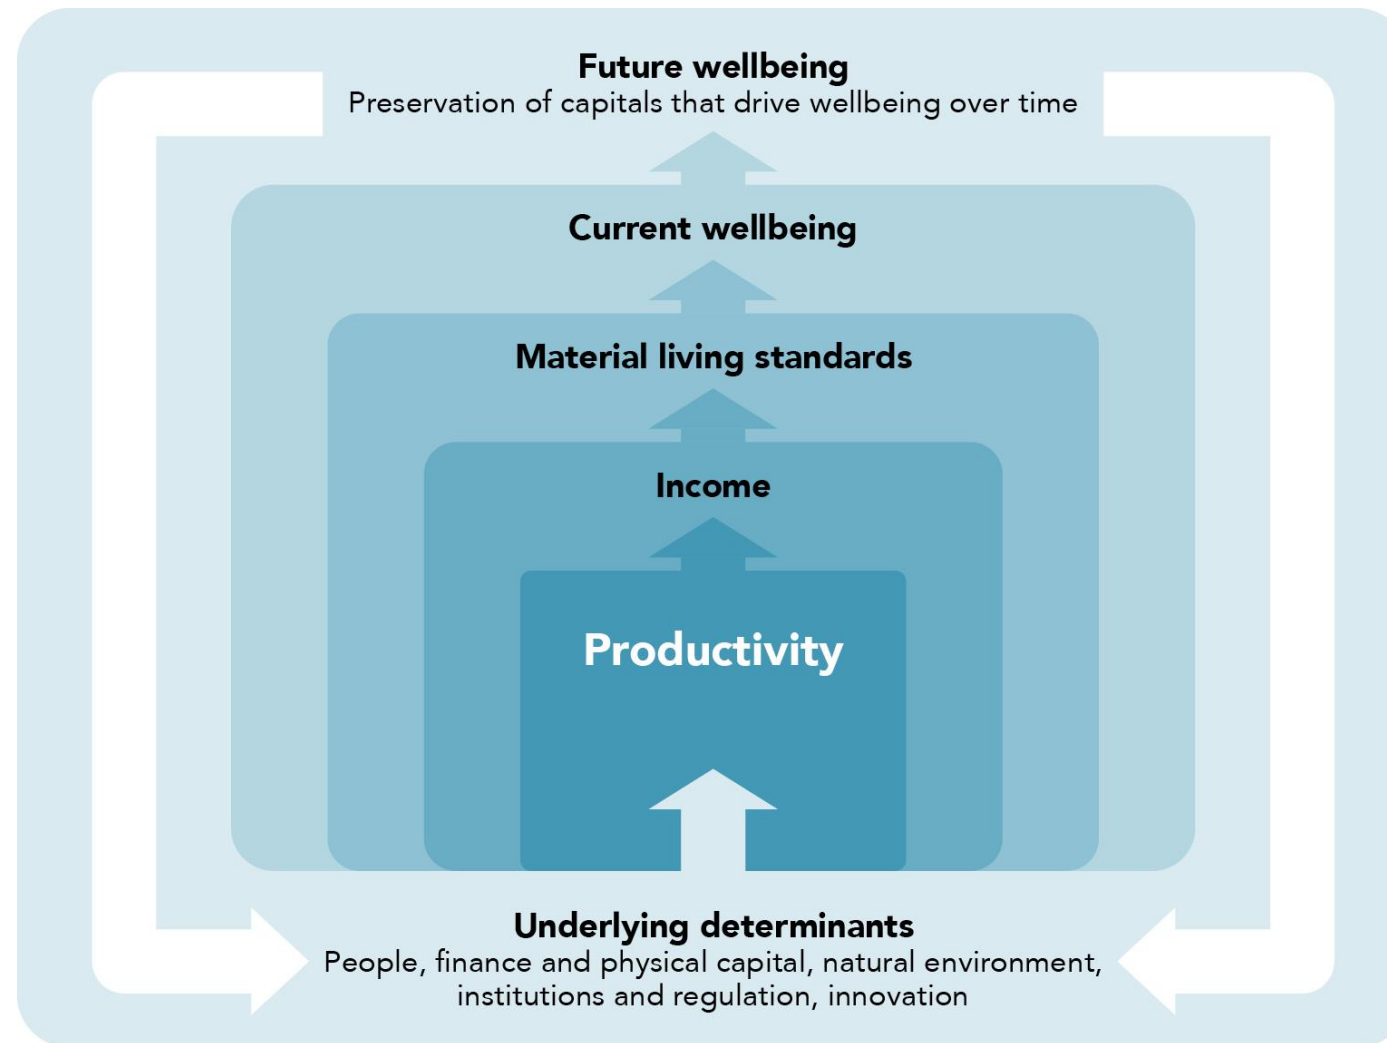 Future wellbeing
Preservation of capitals that drive wellbeing over time
Current wellbeing
Material living standards
Income
Productivity
Underlying determinants
People, finance and physical capital, natural environment,
institutions and regulation, innovation